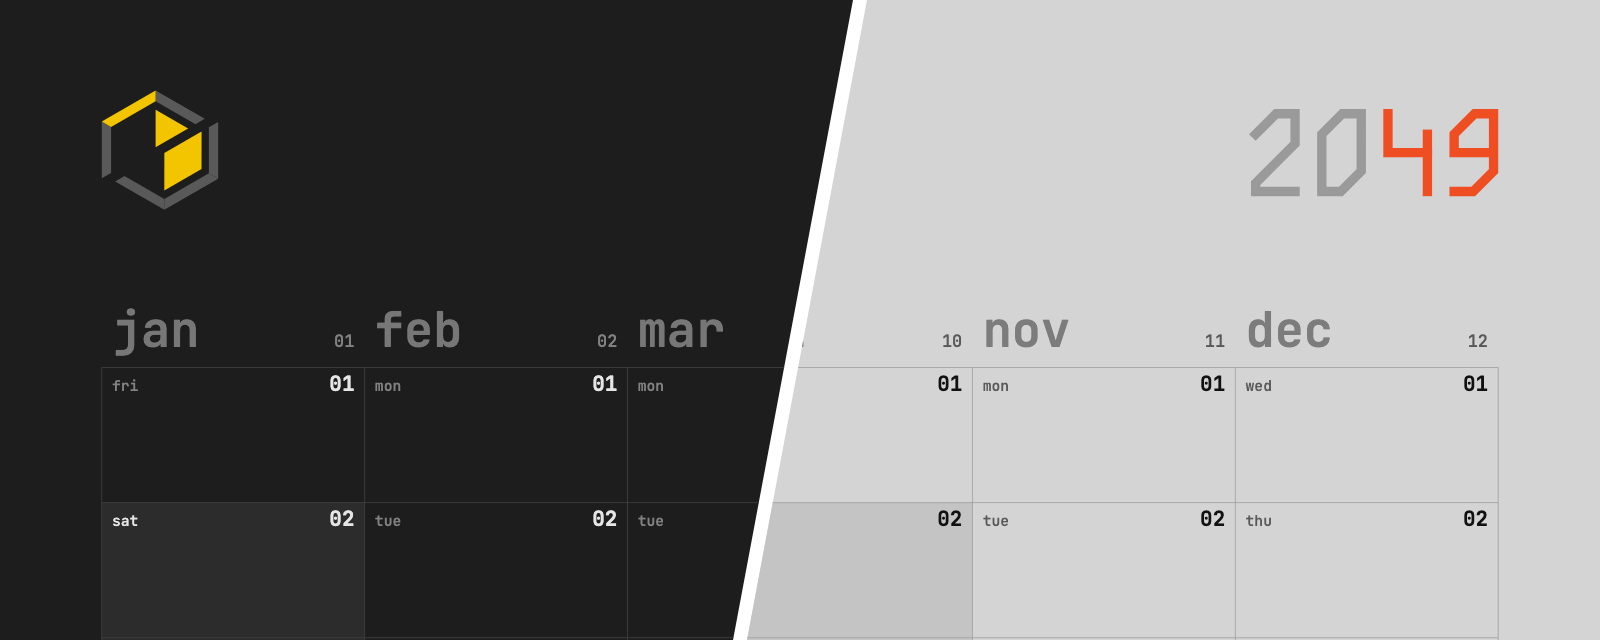 2049
jan 01 feb 02 mar 10 nov 11 dec 12
fri 01 mon 01 mon 01 mon 01 wed 01
sat 02 tue 02 tue 02 tue 02 thu 02